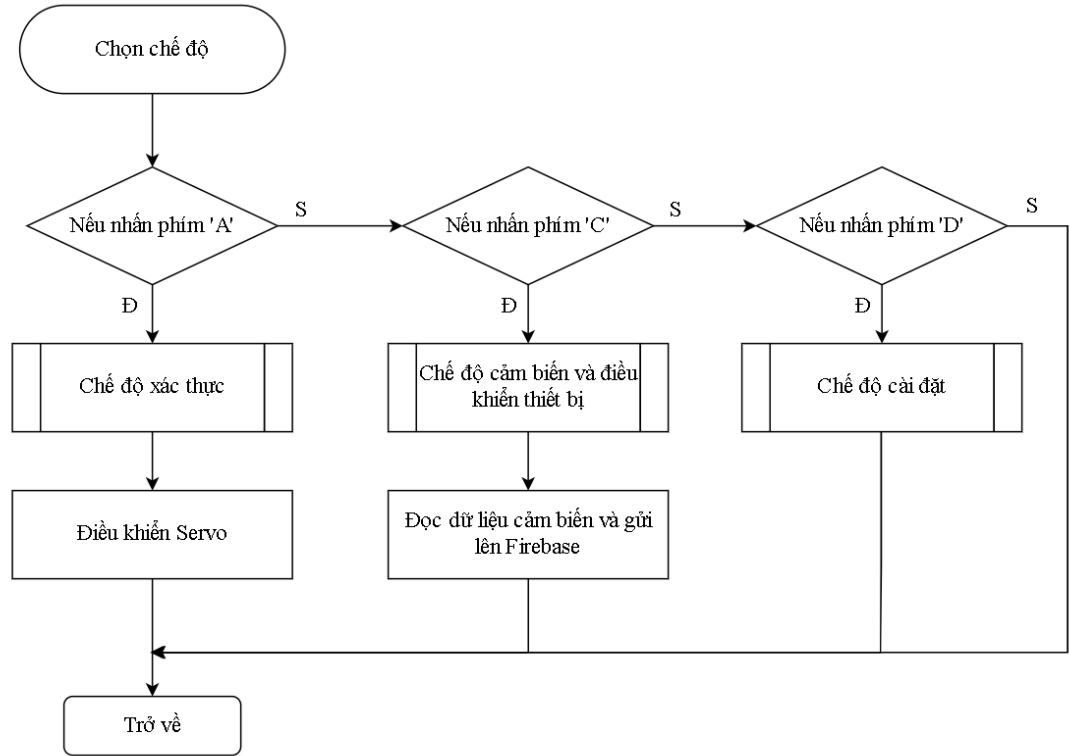 Chọn chế độ
Nếu nhấn phím 'A'
S
Nếu nhấn phím 'C'
S
Nếu nhấn phím 'D'
S
Đ
Đ
Đ
Chế độ xác thực
Chế độ cảm biến và điều
khiển thiết bị
Chế độ cài đặt
Điều khiển Servo
Đọc dữ liệu cảm biến và gửi
lên Firebase
Trở về